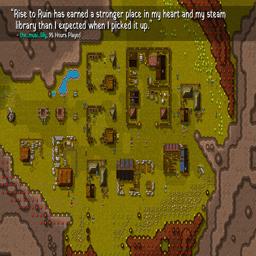 "Rise to Ruin has earned a stronger place in my heart and my steam
library than I expected when I picked it up."
95 Hours Played